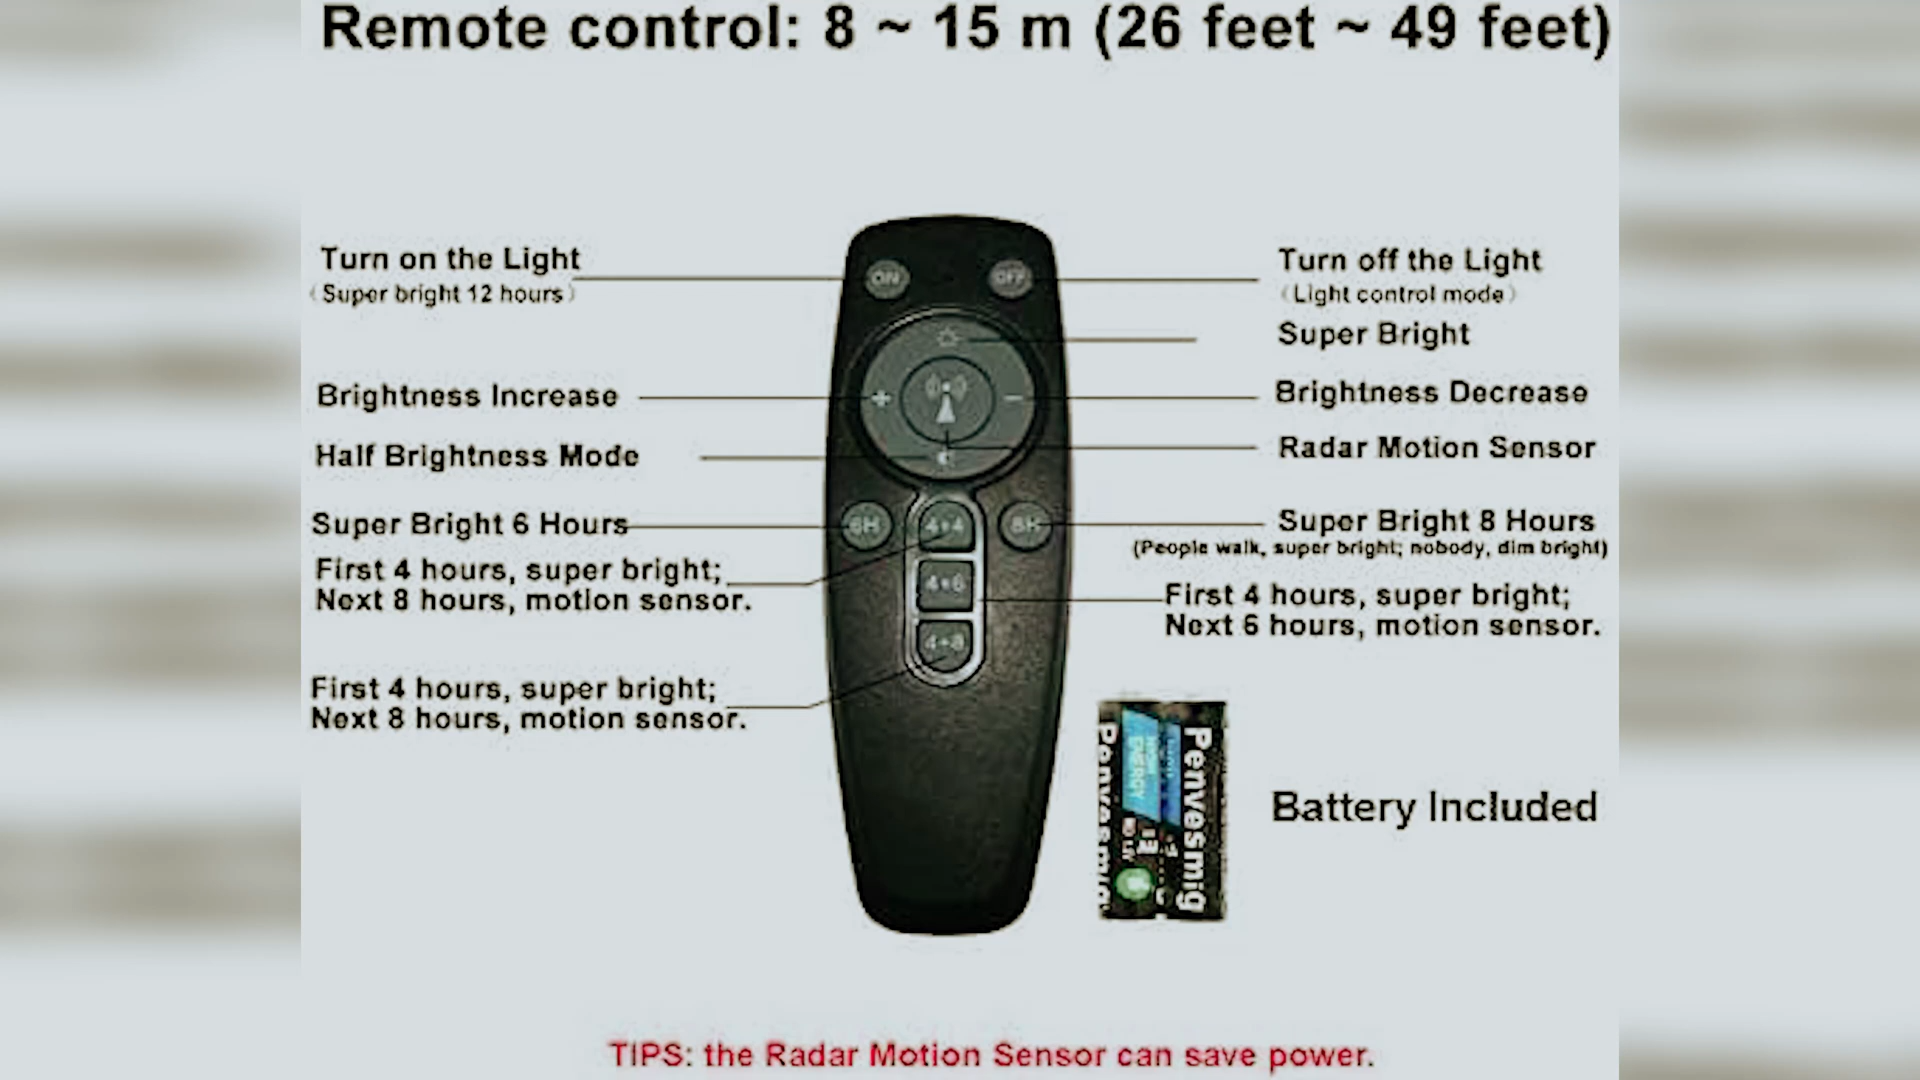 Remote control: 8 ~ 15 m (26 feet ~ 49 feet)
Turn on the Light
(Super bright 12 hours)
Turn off the Light
(Light control mode)
Super Bright
Brightness Increase
Brightness Decrease
Half Brightness Mode
Radar Motion Sensor
Super Bright 6 Hours
Super Bright 8 Hours
(People walk, super bright; nobody, dim bright)
First 4 hours, super bright;
Next 8 hours, motion sensor.
First 4 hours, super bright;
Next 6 hours, motion sensor.
First 4 hours, super bright;
Next 8 hours, motion sensor.
ON
OFF
+
−
6H
4+4
8H
4+6
4+8
Penvesmig
Penvesmig
ENERGY
Battery Included
TIPS: the Radar Motion Sensor can save power.